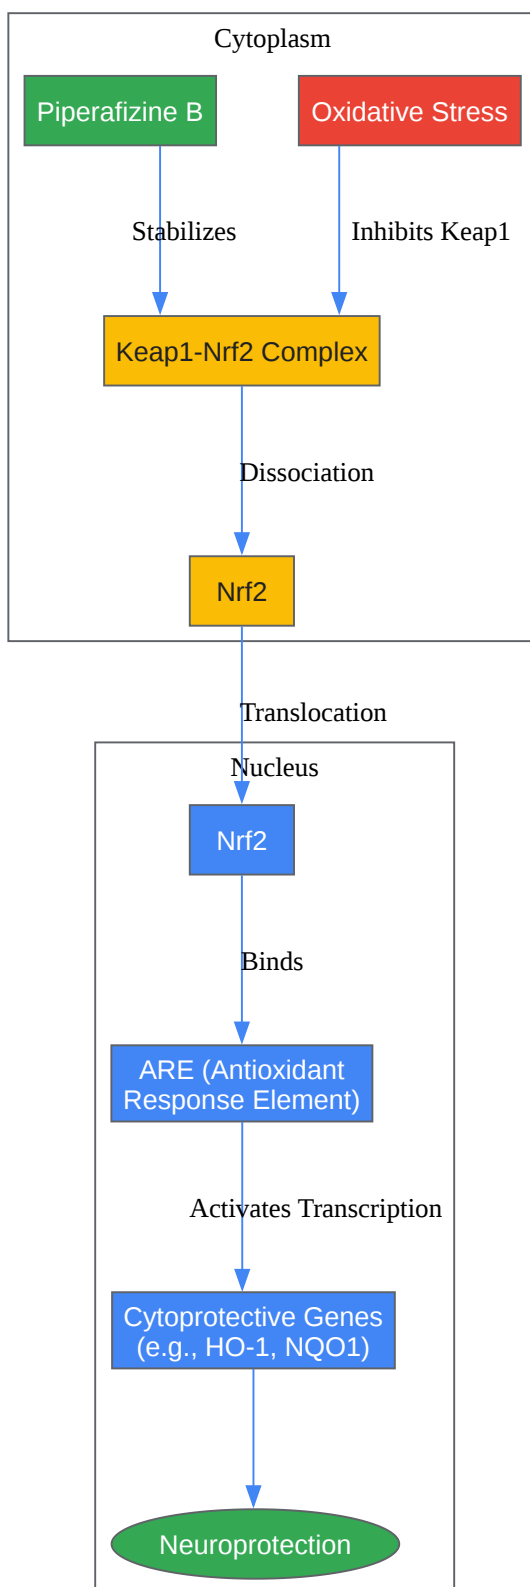 Cytoplasm
Piperafizine B
Oxidative Stress
Stabilizes
Inhibits Keap1
Keap1-Nrf2 Complex
Dissociation
Nrf2
Translocation
Nucleus
Nrf2
Binds
ARE (Antioxidant
Response Element)
Activates Transcription
Cytoprotective Genes
(e.g., HO-1, NQO1)
Neuroprotection